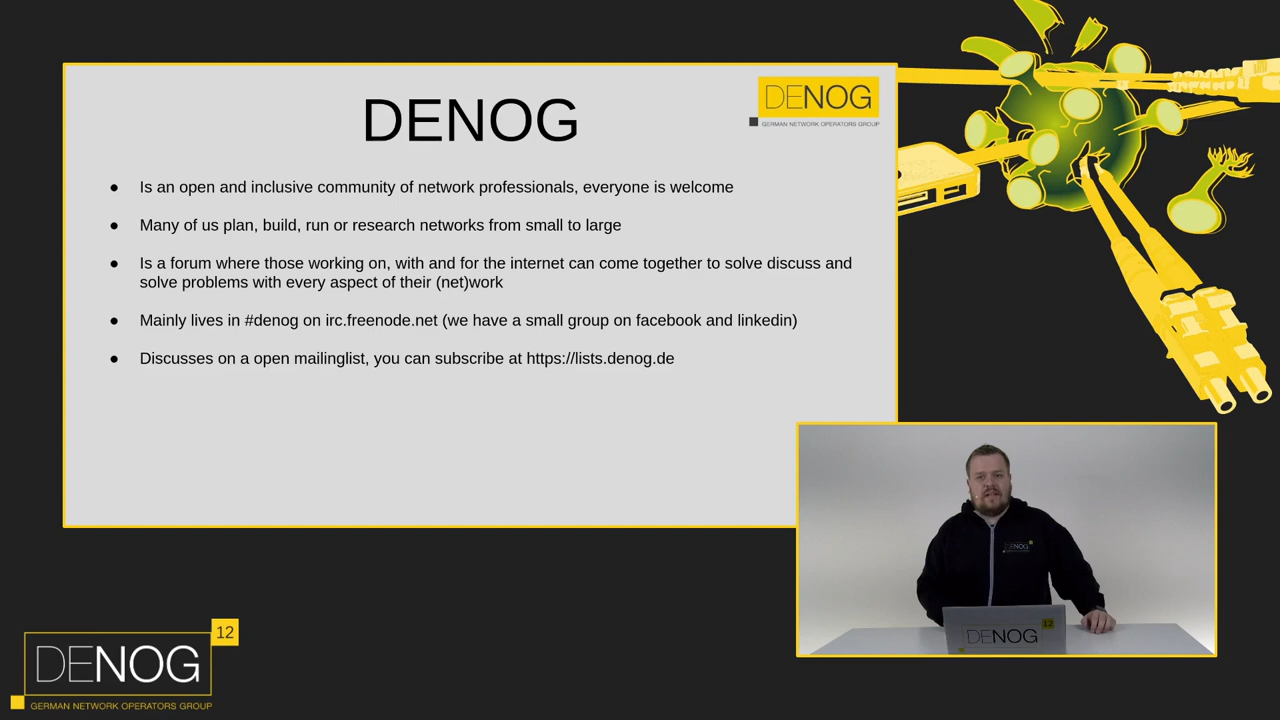 DENOG
DENOG
GERMAN NETWORK OPERATORS GROUP
● Is an open and inclusive community of network professionals, everyone is welcome
● Many of us plan, build, run or research networks from small to large
● Is a forum where those working on, with and for the internet can come together to solve discuss and
solve problems with every aspect of their (net)work
● Mainly lives in #denog on irc.freenode.net (we have a small group on facebook and linkedin)
● Discusses on a open mailinglist, you can subscribe at https://lists.denog.de
DENOG
DENOG
12
12
DENOG
GERMAN NETWORK OPERATORS GROUP